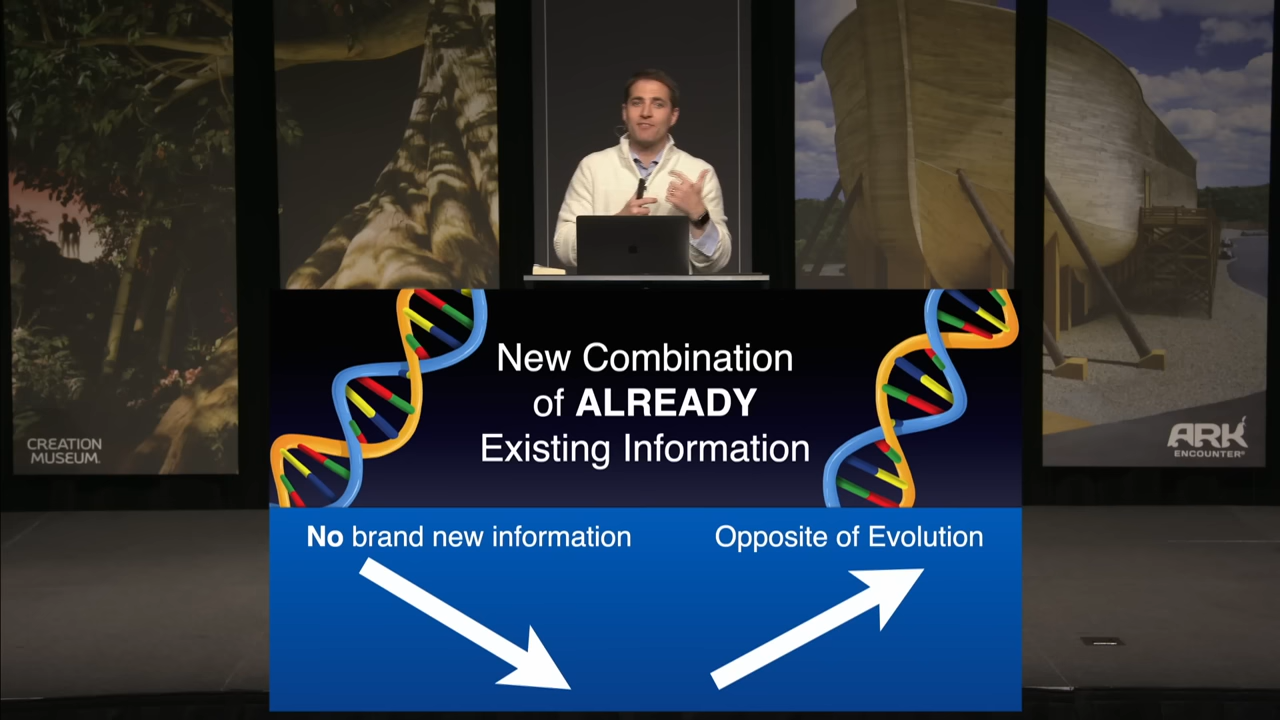 CREATION
MUSEUM
ARK
ENCOUNTER
New Combination
of ALREADY
Existing Information
No brand new information
Opposite of Evolution